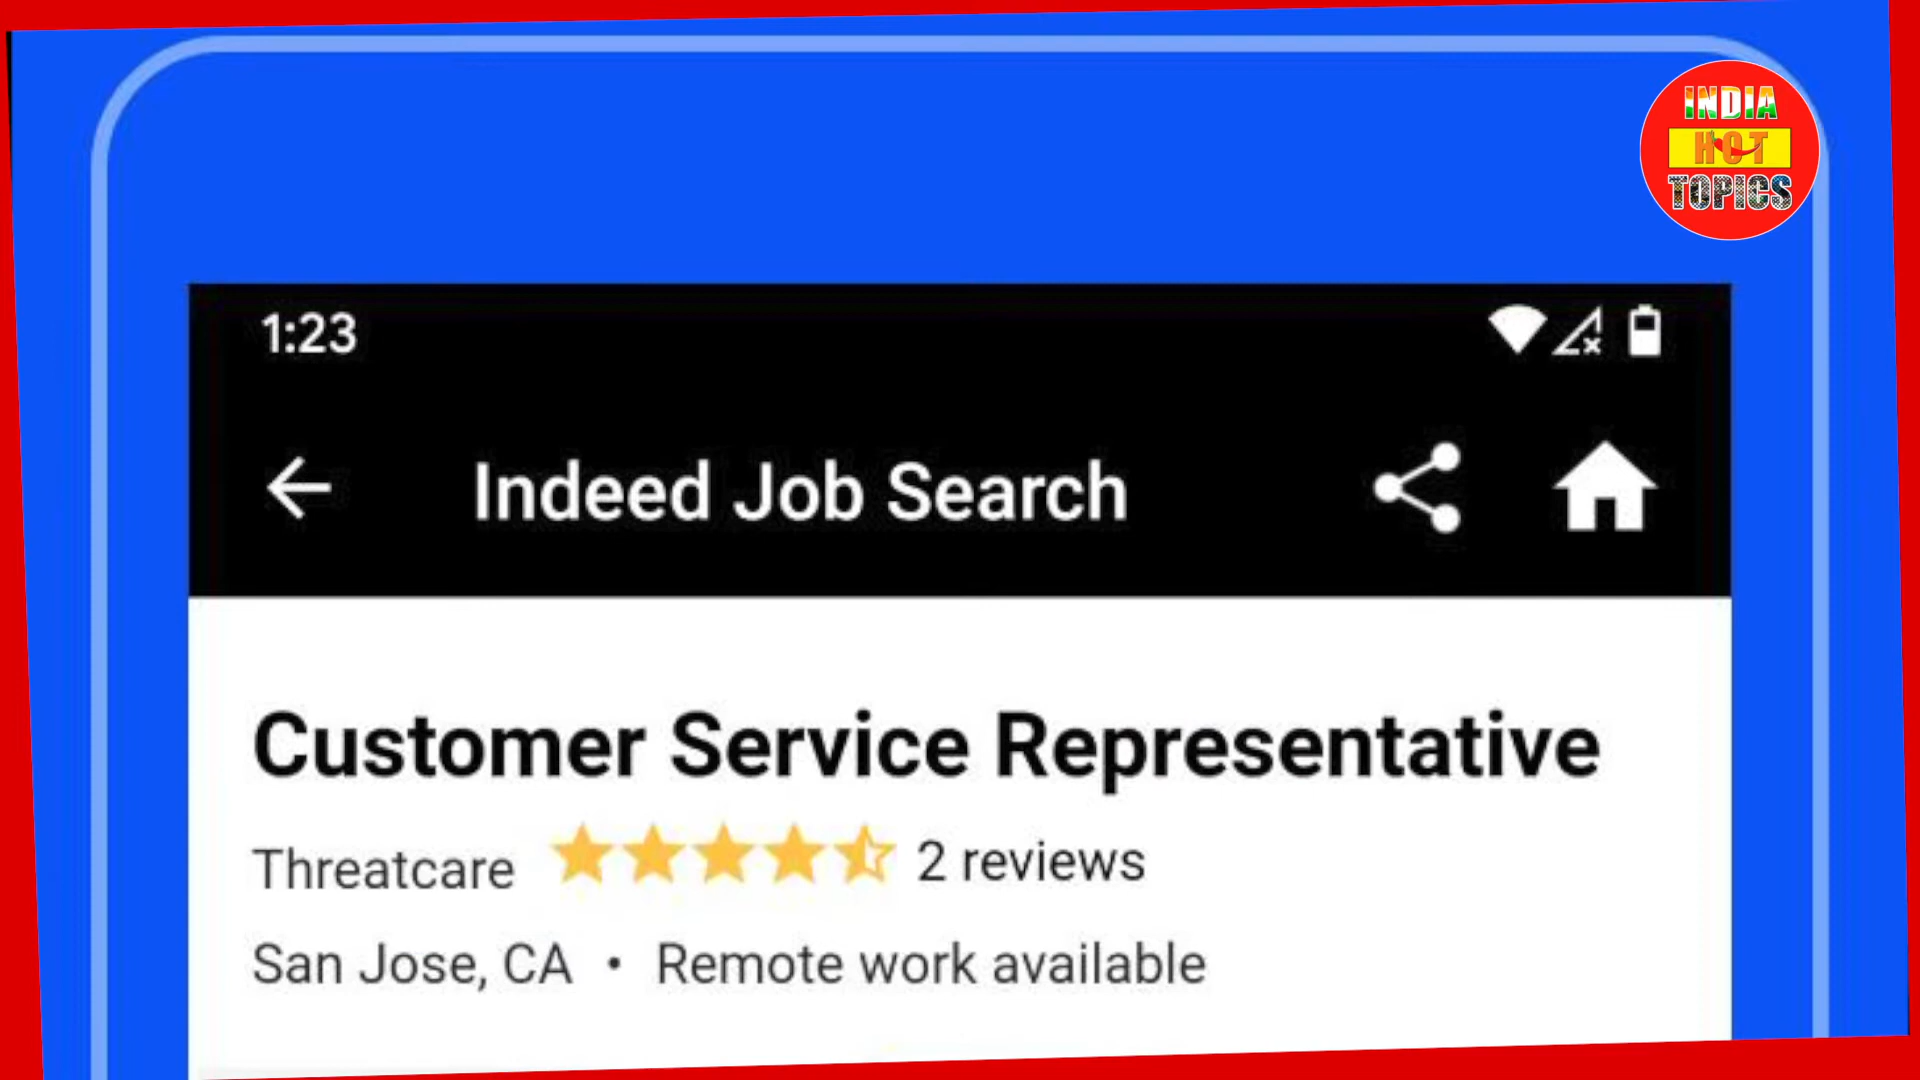 INDIA
HOT
TOPICS
1:23
Indeed Job Search
Customer Service Representative
Threatcare 2 reviews
San Jose, CA • Remote work available